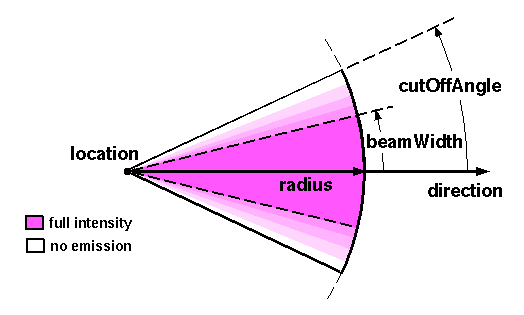 cutOffAngle
beamWidth
location
radius
direction
full intensity
no emission